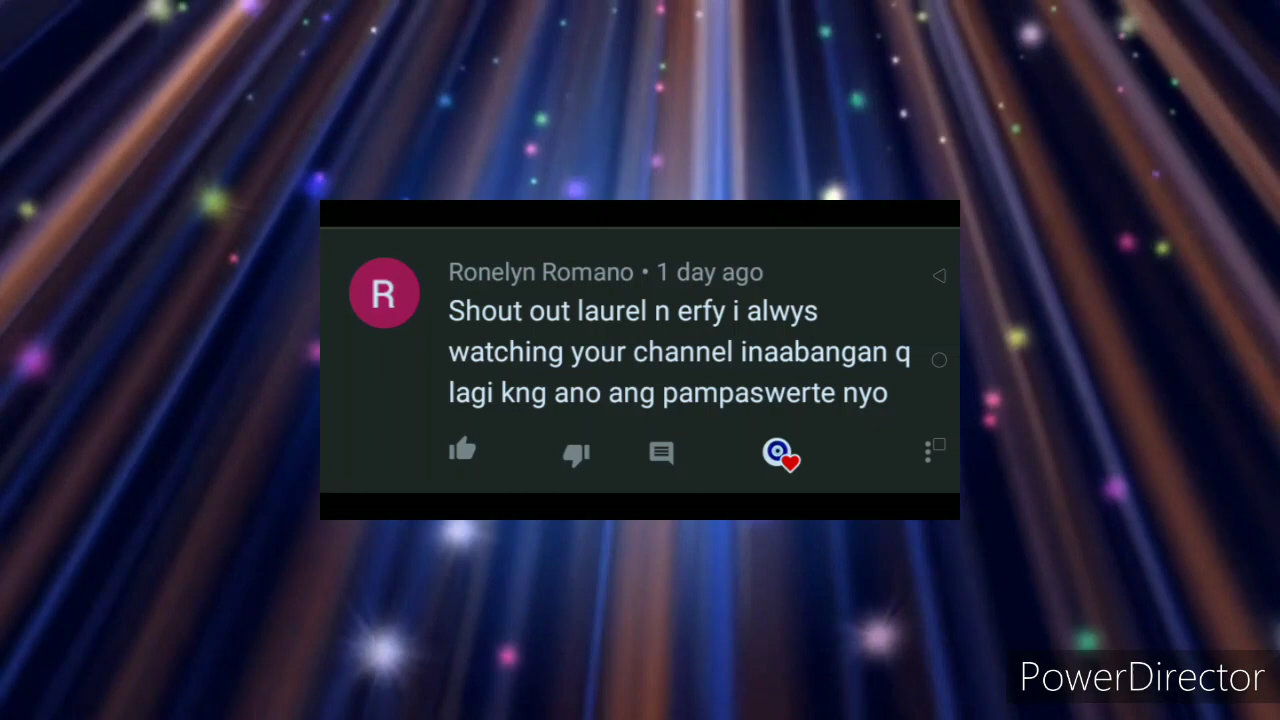 R
Ronelyn Romano • 1 day ago
Shout out laurel n erfy i alwys
watching your channel inaabangan q
lagi kng ano ang pampaswerte nyo
PowerDirector